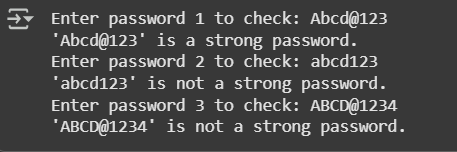 Enter password 1 to check: Abcd@123
'Abcd@123' is a strong password.
Enter password 2 to check: abcd123
'abcd123' is not a strong password.
Enter password 3 to check: ABCD@1234
'ABCD@1234' is not a strong password.